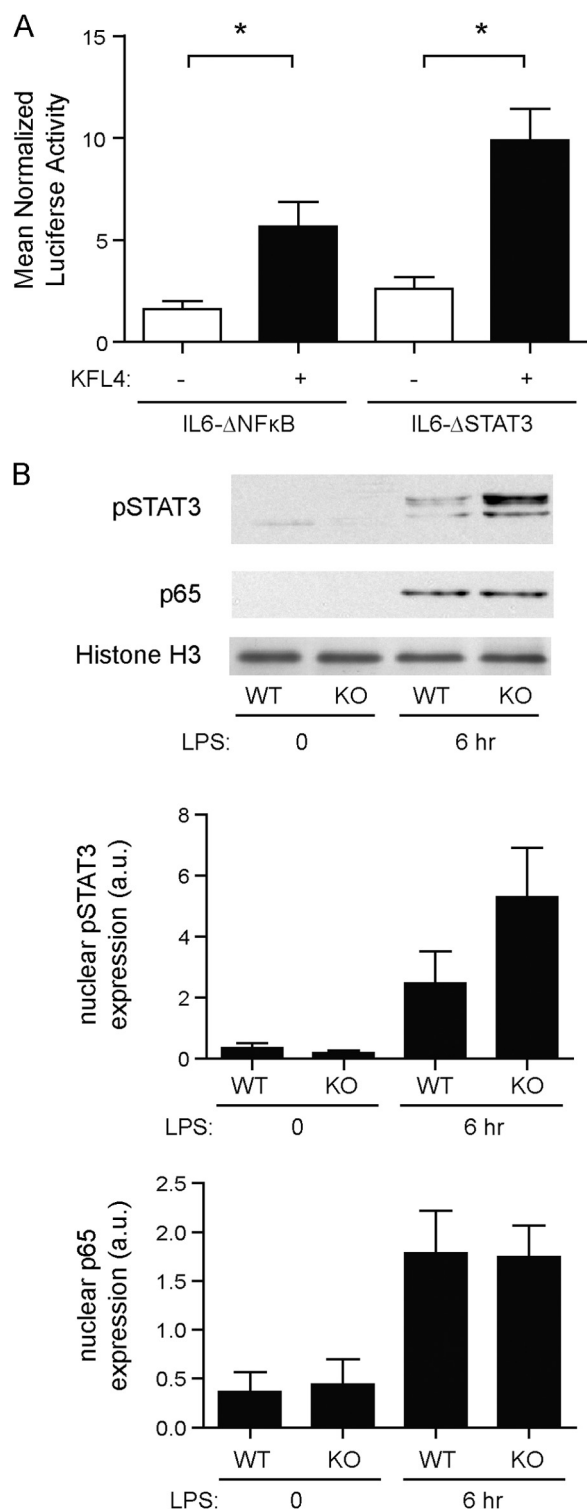 A
15
10
5
0
Mean Normalized
Luciferse Activity
* *
KFL4: - + - +
IL6-ΔNFκB IL6-ΔSTAT3
B
pSTAT3
p65
Histone H3
WT KO WT KO
LPS: 0 6 hr
8
6
4
2
0
nuclear pSTAT3
expression (a.u.)
WT KO WT KO
LPS: 0 6 hr
2.5
2.0
1.5
1.0
0.5
0.0
nuclear p65
expression (a.u.)
WT KO WT KO
LPS: 0 6 hr